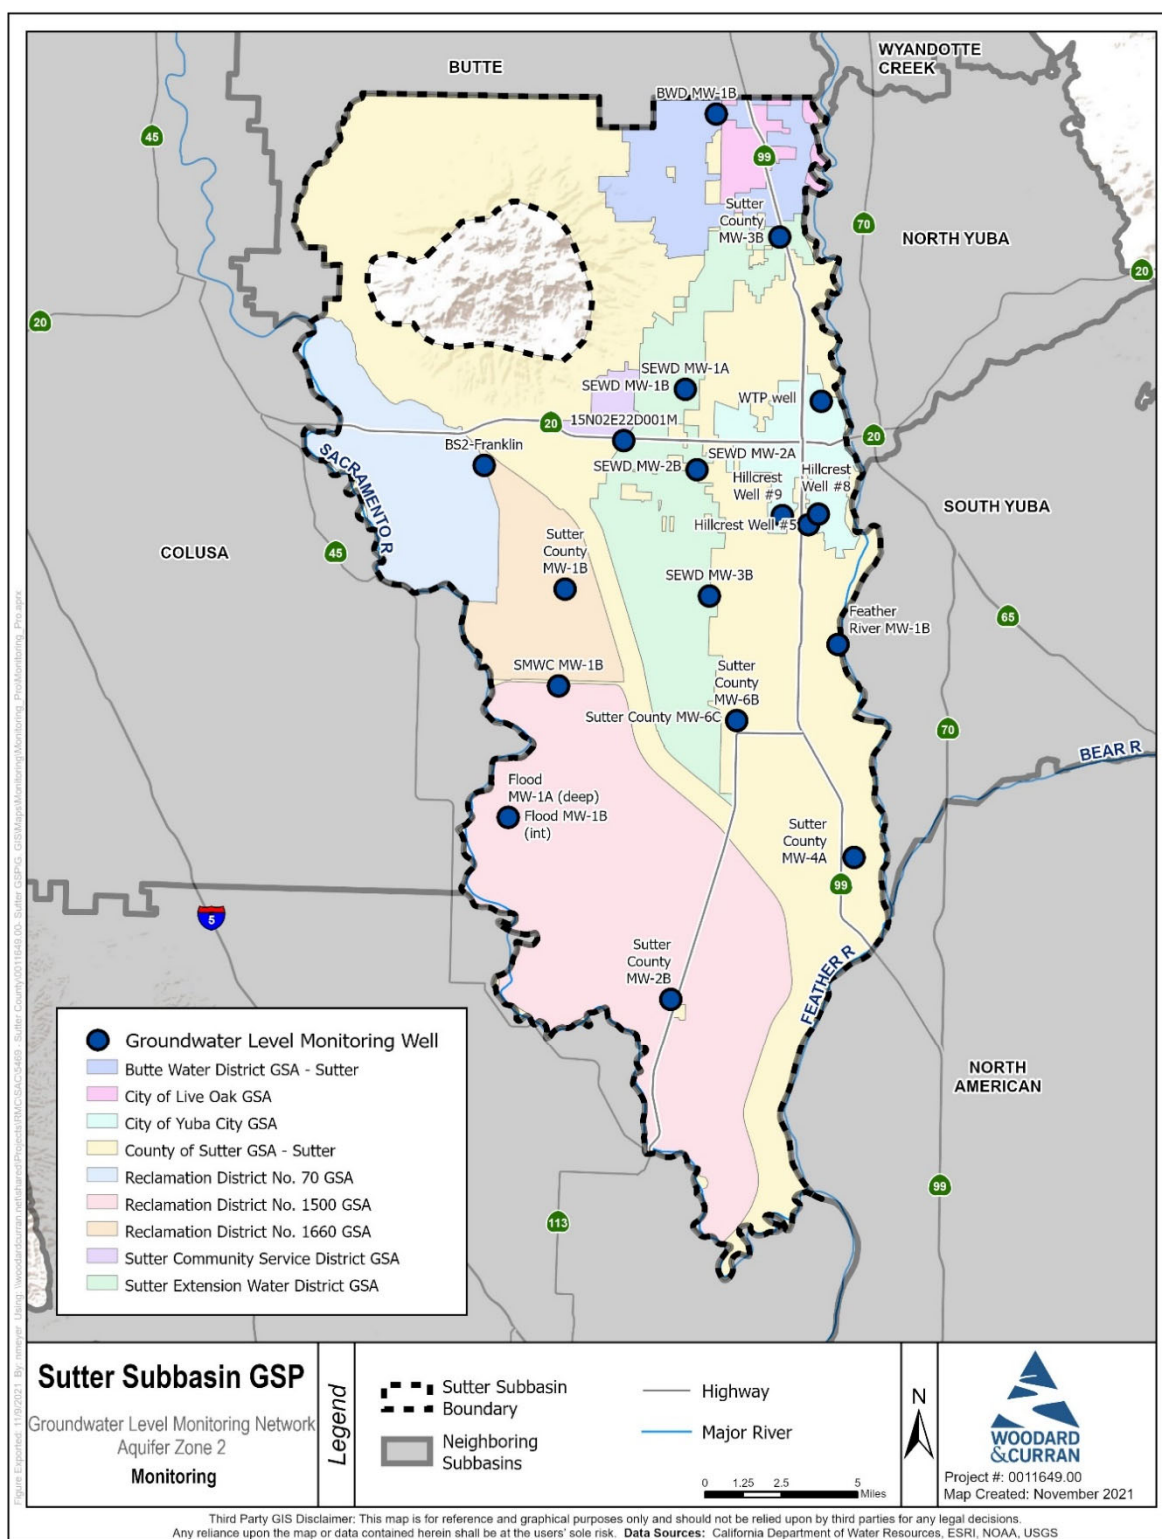 BUTTE
WYANDOTTE
CREEK
BWD MW-1B
45
99
Sutter
County
MW-3B
70
NORTH YUBA
20
20
SEWD MW-1A
SEWD MW-1B
WTP well
15N02E22D001M
20
20
BS2-Franklin
SEWD MW-2A
SEWD MW-2B
Hillcrest
Well #9
Hillcrest
Well #8
SACRAMENTO R
Hillcrest Well #5
SOUTH YUBA
COLUSA
45
Sutter
County
MW-1B
SEWD MW-3B
Feather
River MW-1B
65
SMWC MW-1B
Sutter
County
MW-6B
Sutter County MW-6C
70
BEAR R
Flood
MW-1A (deep)
Flood MW-1B
(int)
Sutter
County
MW-4A
99
5
Sutter
County
MW-2B
FEATHER R
NORTH
AMERICAN
99
113
Groundwater Level Monitoring Well
Butte Water District GSA - Sutter
City of Live Oak GSA
City of Yuba City GSA
County of Sutter GSA - Sutter
Reclamation District No. 70 GSA
Reclamation District No. 1500 GSA
Reclamation District No. 1660 GSA
Sutter Community Service District GSA
Sutter Extension Water District GSA
Sutter Subbasin GSP
Groundwater Level Monitoring Network
Aquifer Zone 2
Monitoring
Legend
Sutter Subbasin
Boundary
Neighboring
Subbasins
Highway
Major River
N
0 1.25 2.5 5
Miles
WOODARD
&CURRAN
Project #: 0011649.00
Map Created: November 2021
Third Party GIS Disclaimer: This map is for reference and graphical purposes only and should not be relied upon by third parties for any legal decisions.
Any reliance upon the map or data contained herein shall be at the users' sole risk. Data Sources: California Department of Water Resources, ESRI, NOAA, USGS
Figure Exported: 11/9/2021 By: nmeyer Using: